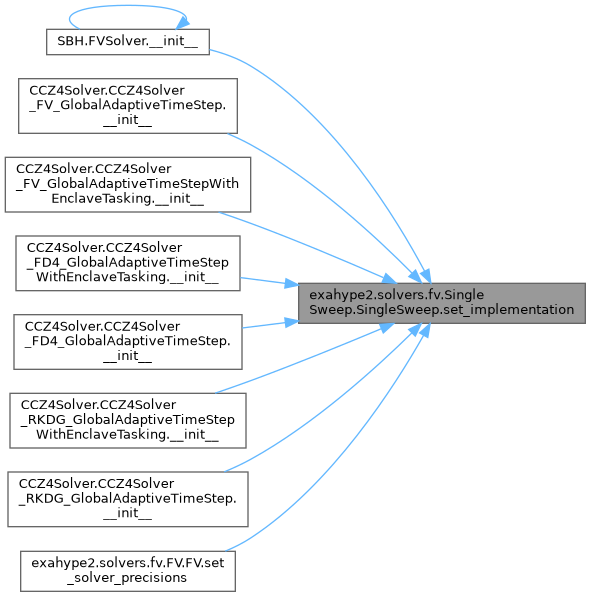 SBH.FVSolver.__init__
CCZ4Solver.CCZ4Solver
_FV_GlobalAdaptiveTimeStep.
__init__
CCZ4Solver.CCZ4Solver
_FV_GlobalAdaptiveTimeStepWith
EnclaveTasking.__init__
CCZ4Solver.CCZ4Solver
_FD4_GlobalAdaptiveTimeStep
WithEnclaveTasking.__init__
exahype2.solvers.fv.Single
Sweep.SingleSweep.set_implementation
CCZ4Solver.CCZ4Solver
_FD4_GlobalAdaptiveTimeStep.
__init__
CCZ4Solver.CCZ4Solver
_RKDG_GlobalAdaptiveTimeStep
WithEnclaveTasking.__init__
CCZ4Solver.CCZ4Solver
_RKDG_GlobalAdaptiveTimeStep.
__init__
exahype2.solvers.fv.FV.FV.set
_solver_precisions